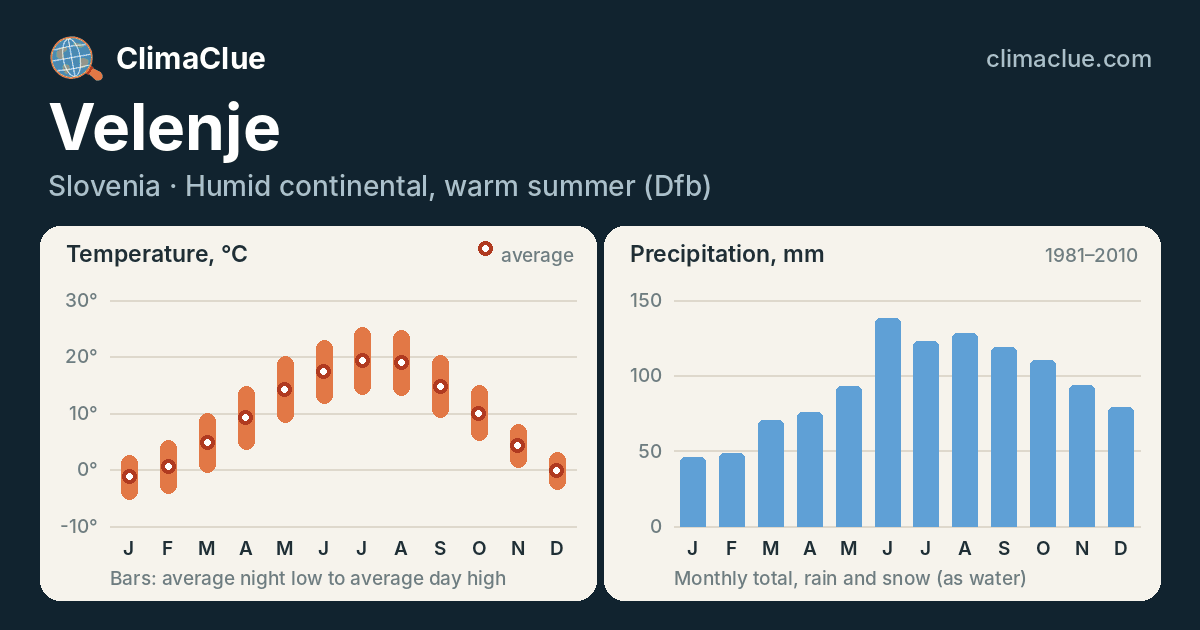 ClimaClue
climaclue.com
Velenje
Slovenia · Humid continental, warm summer (Dfb)
Temperature, °C
average
30°
20°
10°
0°
-10°
J F M A M J J A S O N D
Bars: average night low to average day high
Precipitation, mm
1981–2010
150
100
50
0
J F M A M J J A S O N D
Monthly total, rain and snow (as water)